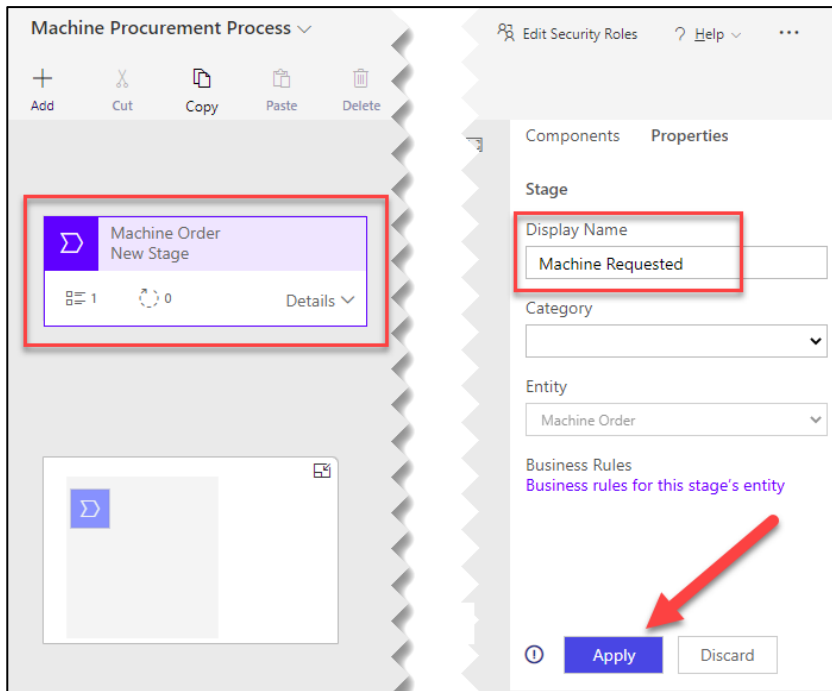 Machine Procurement Process
Add
Cut
Copy
Paste
Delete
Machine Order
New Stage
1
0
Details
Edit Security Roles
? Help
...
Components
Properties
Stage
Display Name
Machine Requested
Category
Entity
Machine Order
Business Rules
Business rules for this stage's entity
Apply
Discard